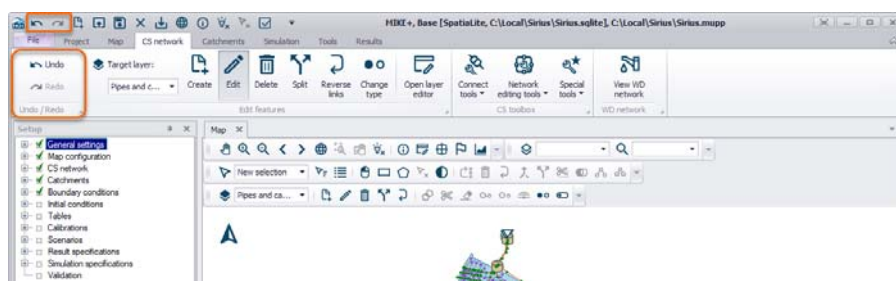 MIKE+, Base [SpatiaLite, C:\Local\Sirius\Sirius.sqlite], C:\Local\Sirius\Sirius.mupp
File Project Map CS network Catchments Simulation Tools Results
Undo Target layer:
Redo Pipes and c... Create Edit Delete Split Reverse links Change type Open layer editor Connect tools Network editing tools Special tools View WD network
Undo / Redo Edit features CS toolbox WD network
Setup Map
General settings
Map configuration
CS network New selection
Catchments
Boundary conditions Pipes and ca...
Initial conditions
Tables
Calibrations
Scenarios
Result specifications
Simulation specifications
Validation